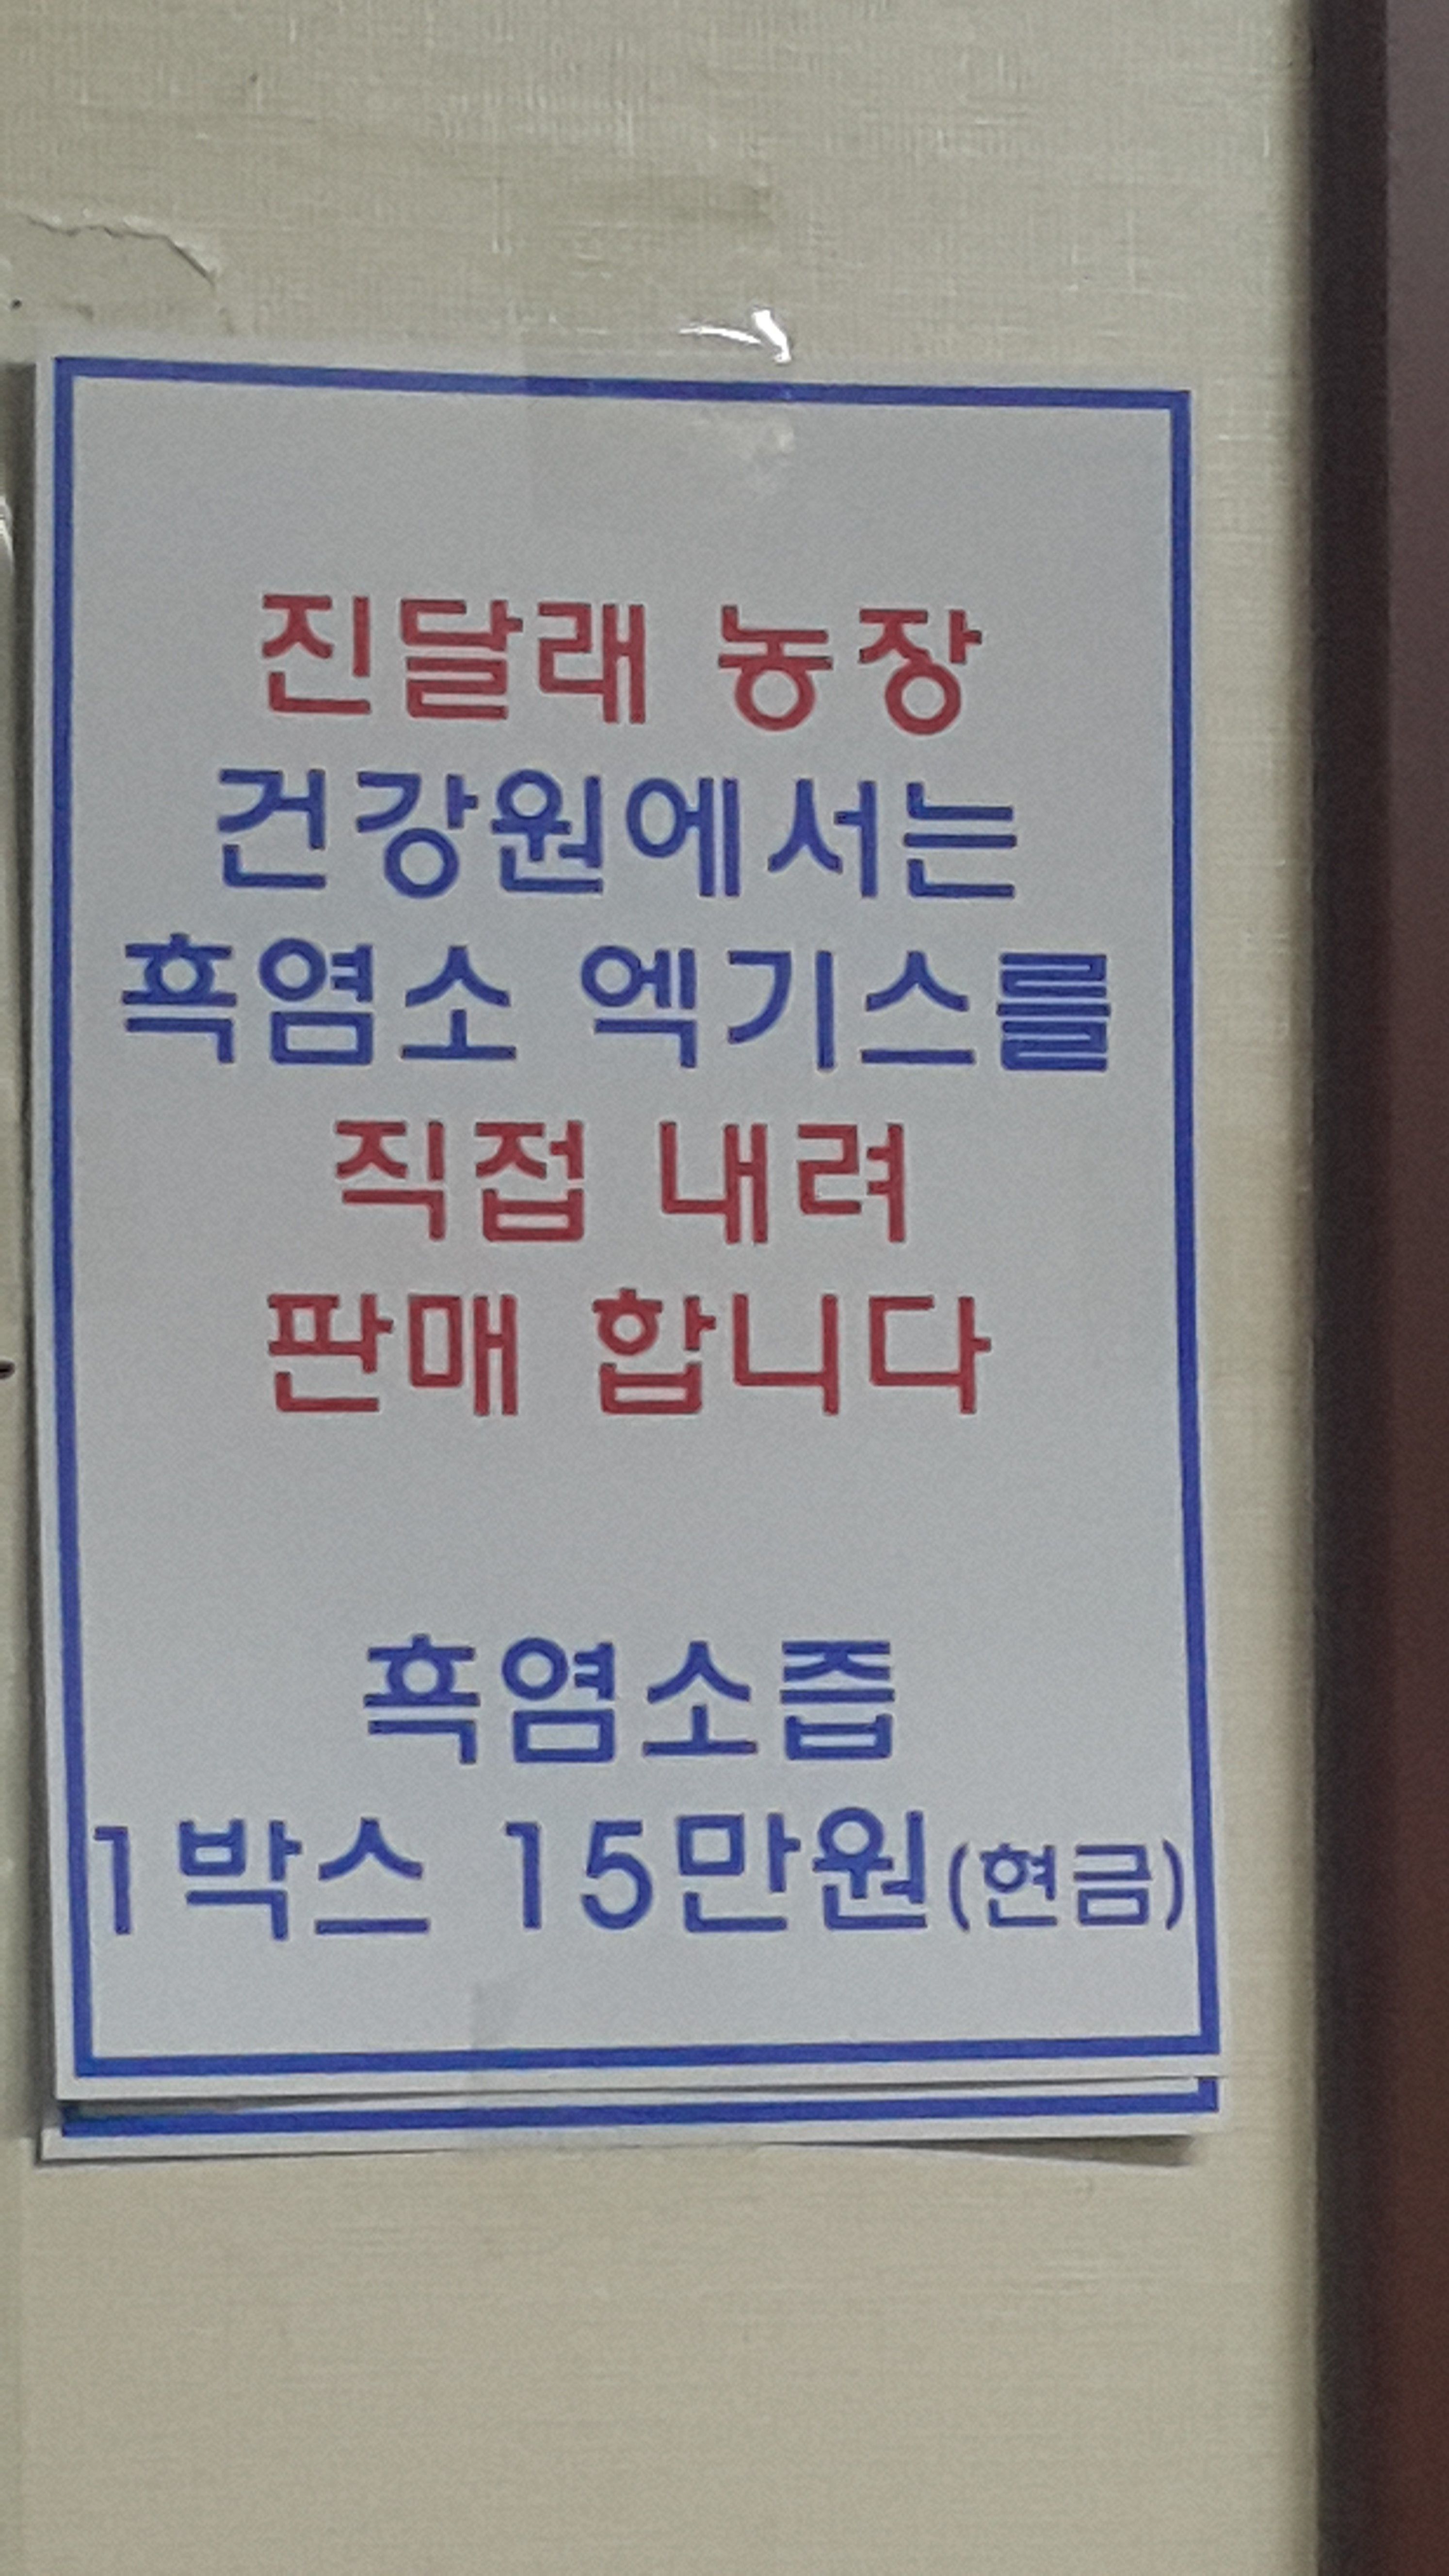 진달래 농장
건강원에서는
흑염소 엑기스를
직접 내려
판매 합니다
흑염소즙
1박스 15만원(현금)